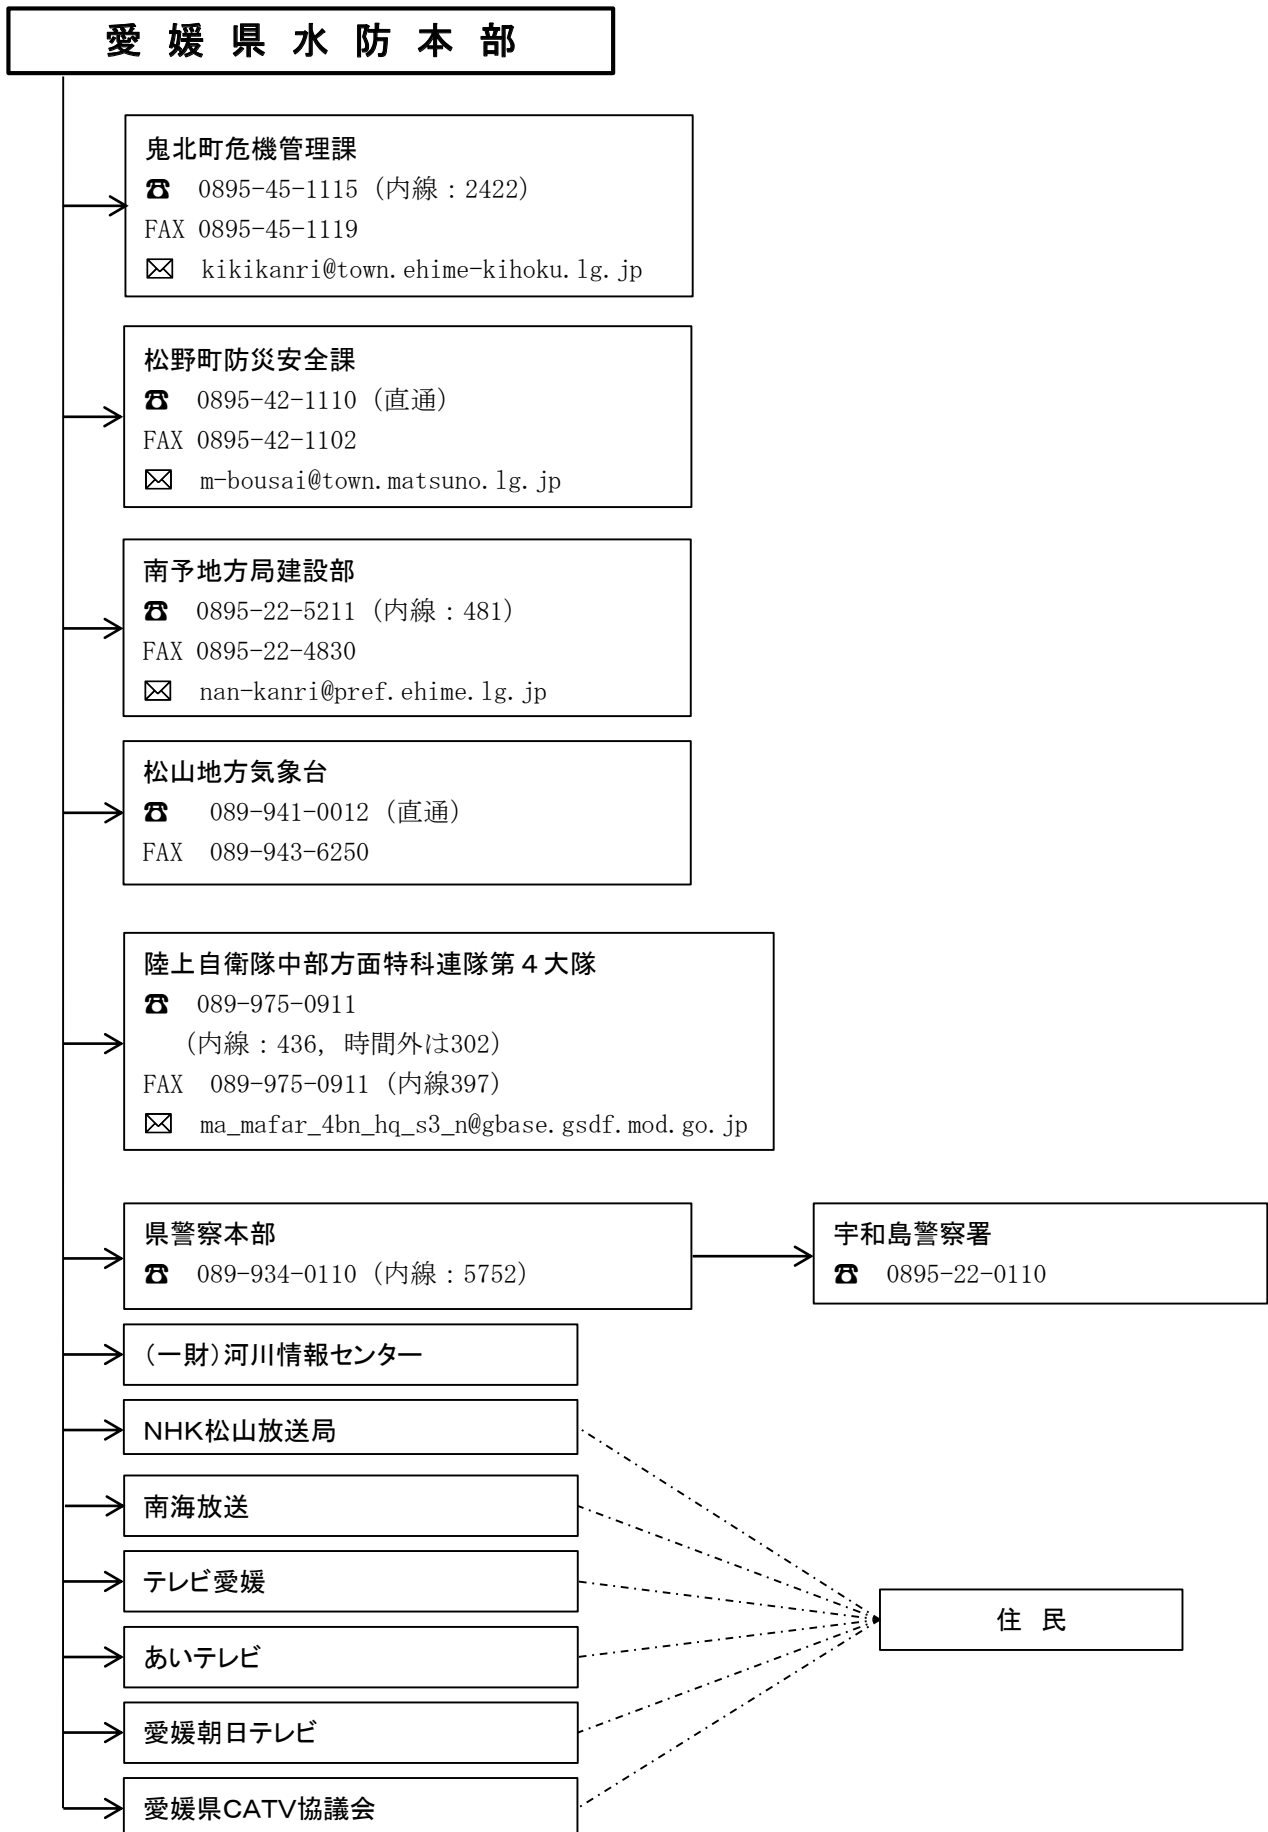 愛媛県水防本部
鬼北町危機管理課
☎ 0895-45-1115（内線：2422）
FAX 0895-45-1119
✉ kikikanri@town.ehime-kihoku.lg.jp
松野町防災安全課
☎ 0895-42-1110（直通）
FAX 0895-42-1102
✉ m-bousai@town.matsuno.lg.jp
南予地方局建設部
☎ 0895-22-5211（内線：481）
FAX 0895-22-4830
✉ nan-kanri@pref.ehime.lg.jp
松山地方気象台
☎ 089-941-0012（直通）
FAX 089-943-6250
陸上自衛隊中部方面特科連隊第４大隊
☎ 089-975-0911
（内線：436，時間外は302）
FAX 089-975-0911（内線397）
✉ ma_mafar_4bn_hq_s3_n@gbase.gsdf.mod.go.jp
県警察本部
☎ 089-934-0110（内線：5752）
宇和島警察署
☎ 0895-22-0110
（一財）河川情報センター
NHK松山放送局
南海放送
テレビ愛媛
あいテレビ
愛媛朝日テレビ
愛媛県CATV協議会
住 民